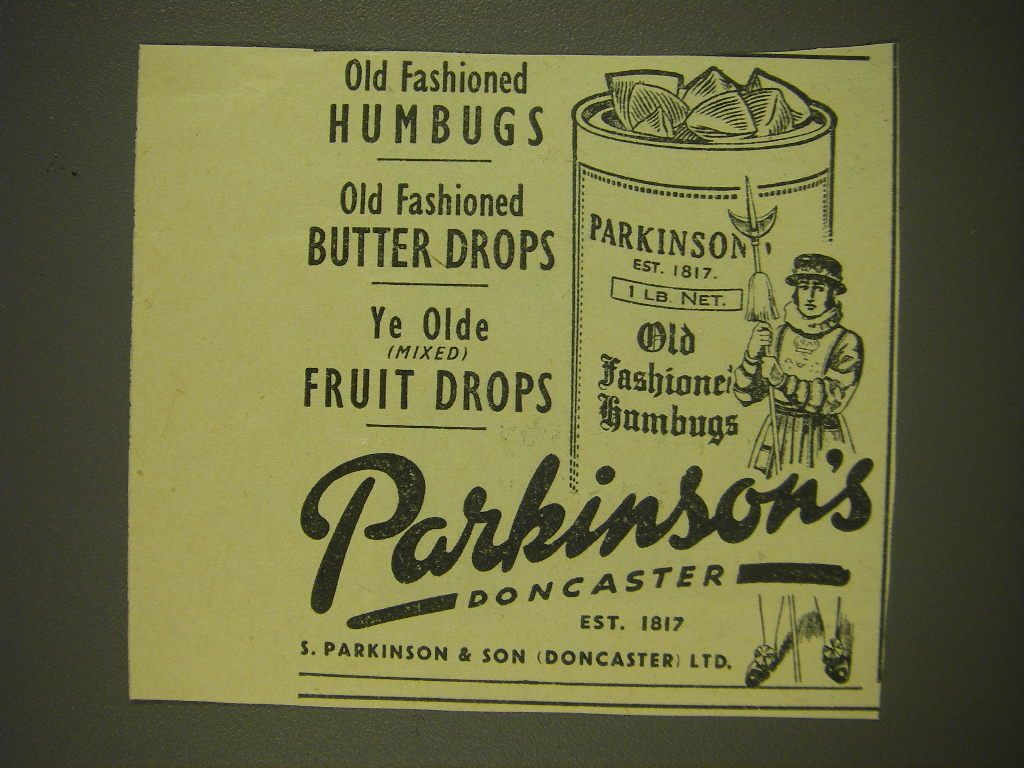 Old Fashioned
HUMBUGS
Old Fashioned
BUTTER DROPS
Ye Olde
(MIXED)
FRUIT DROPS
PARKINSON'
EST. 1817.
1 LB. NET.
Old
Fashioned
Humbugs
Parkinson's
DONCASTER
EST. 1817
S. PARKINSON & SON (DONCASTER) LTD.